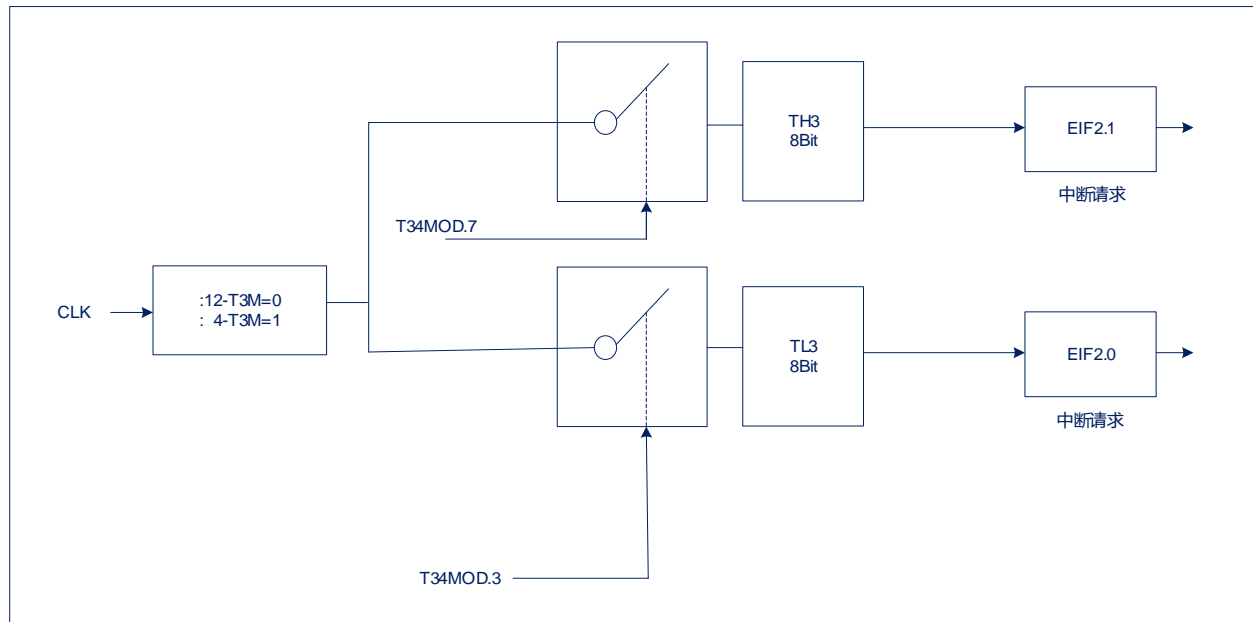 TH3
8Bit
EIF2.1
中断请求
T34MOD.7
CLK
:12-T3M=0
: 4-T3M=1
TL3
8Bit
EIF2.0
中断请求
T34MOD.3